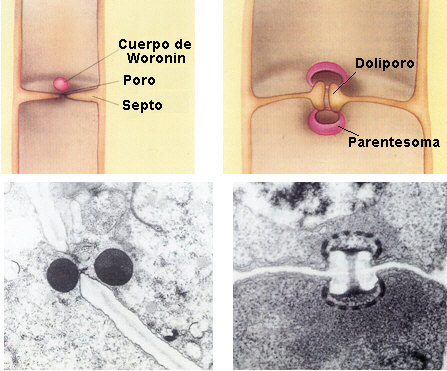 Cuerpo de
Woronin
Poro
Septo
Doliporo
Parentesoma